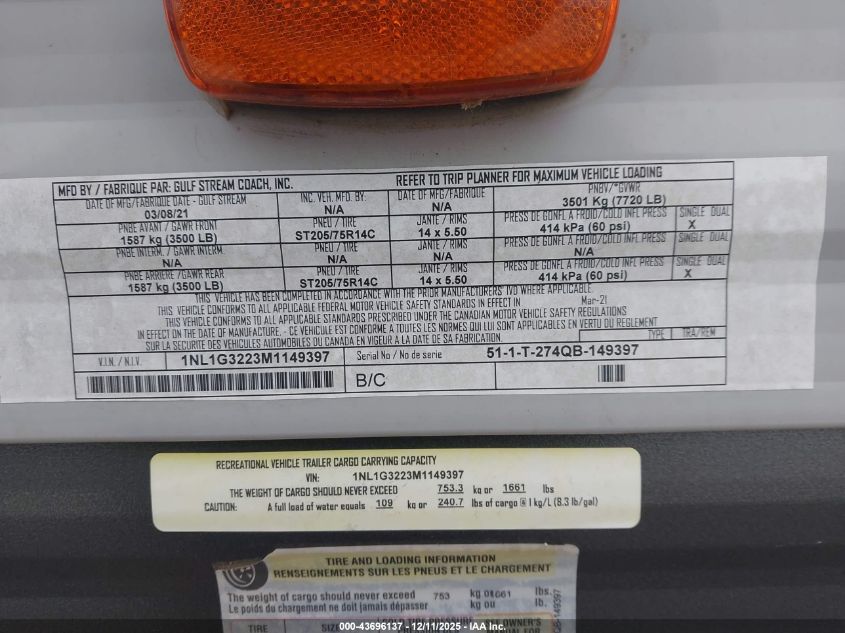 MFD BY / FABRIQUE PAR: GULF STREAM COACH, INC. REFER TO TRIP PLANNER FOR MAXIMUM VEHICLE LOADING
DATE OF MFG/FABRIQUE DATE - GULF STREAM INC. VEH. MFD. BY: DATE OF MFG/FABRIQUE PNBV/*GVWR
03/08/21 N/A N/A 3501 Kg (7720 LB)
PNBE AVANT / GAWR FRONT PNEU / TIRE JANTE / RIMS PRESS DE GONFL A FROID/COLD INFL PRESS SINGLE DUAL
1587 kg (3500 LB) ST205/75R14C 14 x 5.50 414 kPa (60 psi) X
PNBE INTERM. / GAWR INTERM. PNEU / TIRE JANTE / RIMS PRESS DE GONFL A FROID/COLD INFL PRESS SINGLE DUAL
N/A N/A N/A N/A
PNBE ARRIERE / GAWR REAR PNEU / TIRE JANTE / RIMS PRESS DE GONFL A FROID/COLD INFL PRESS SINGLE DUAL
1587 kg (3500 LB) ST205/75R14C 14 x 5.50 414 kPa (60 psi) X
THIS VEHICLE HAS BEEN COMPLETED IN ACCORDANCE WITH THE PRIOR MANUFACTURERS IVD WHERE APPLICABLE.
THIS VEHICLE CONFORMS TO ALL APPLICABLE FEDERAL MOTOR VEHICLE SAFETY STANDARDS IN EFFECT IN Mar-21
THIS VEHICLE CONFORMS TO ALL APPLICABLE STANDARDS PRESCRIBED UNDER THE CANADIAN MOTOR VEHICLE SAFETY REGULATIONS
IN EFFECT ON THE DATE OF MANUFACTURE. - CE VEHICULE EST CONFORME A TOUTES LES NORMES QUI LUI SONT APPLICABLES EN VERTU DU REGLEMENT
SUR LA SECURITE DES VEHICULES AUTOMOBILES DU CANADA EN VIGUEUR A LA DATE DE SA FABRICATION. TYPE TRA/REM
V.I.N. / N.I.V. 1NL1G3223M1149397 Serial No / No de serie 51-1-T-274QB-149397
B/C
RECREATIONAL VEHICLE TRAILER CARGO CARRYING CAPACITY
VIN: 1NL1G3223M1149397
THE WEIGHT OF CARGO SHOULD NEVER EXCEED 753.3 kg or 1661 lbs
CAUTION: A full load of water equals 109 kg or 240.7 lbs of cargo @ 1 kg/L (8.3 lb/gal)
TIRE AND LOADING INFORMATION
RENSEIGNEMENTS SUR LES PNEUS ET LE CHARGEMENT
The weight of cargo should never exceed 753 kg or 1661 lbs.
Le poids du chargement ne doit jamais dépasser kg ou lb.
TIRE COLD TIRE PRESSURE OWNER'S
000-43696137 - 12/11/2025 - IAA Inc.